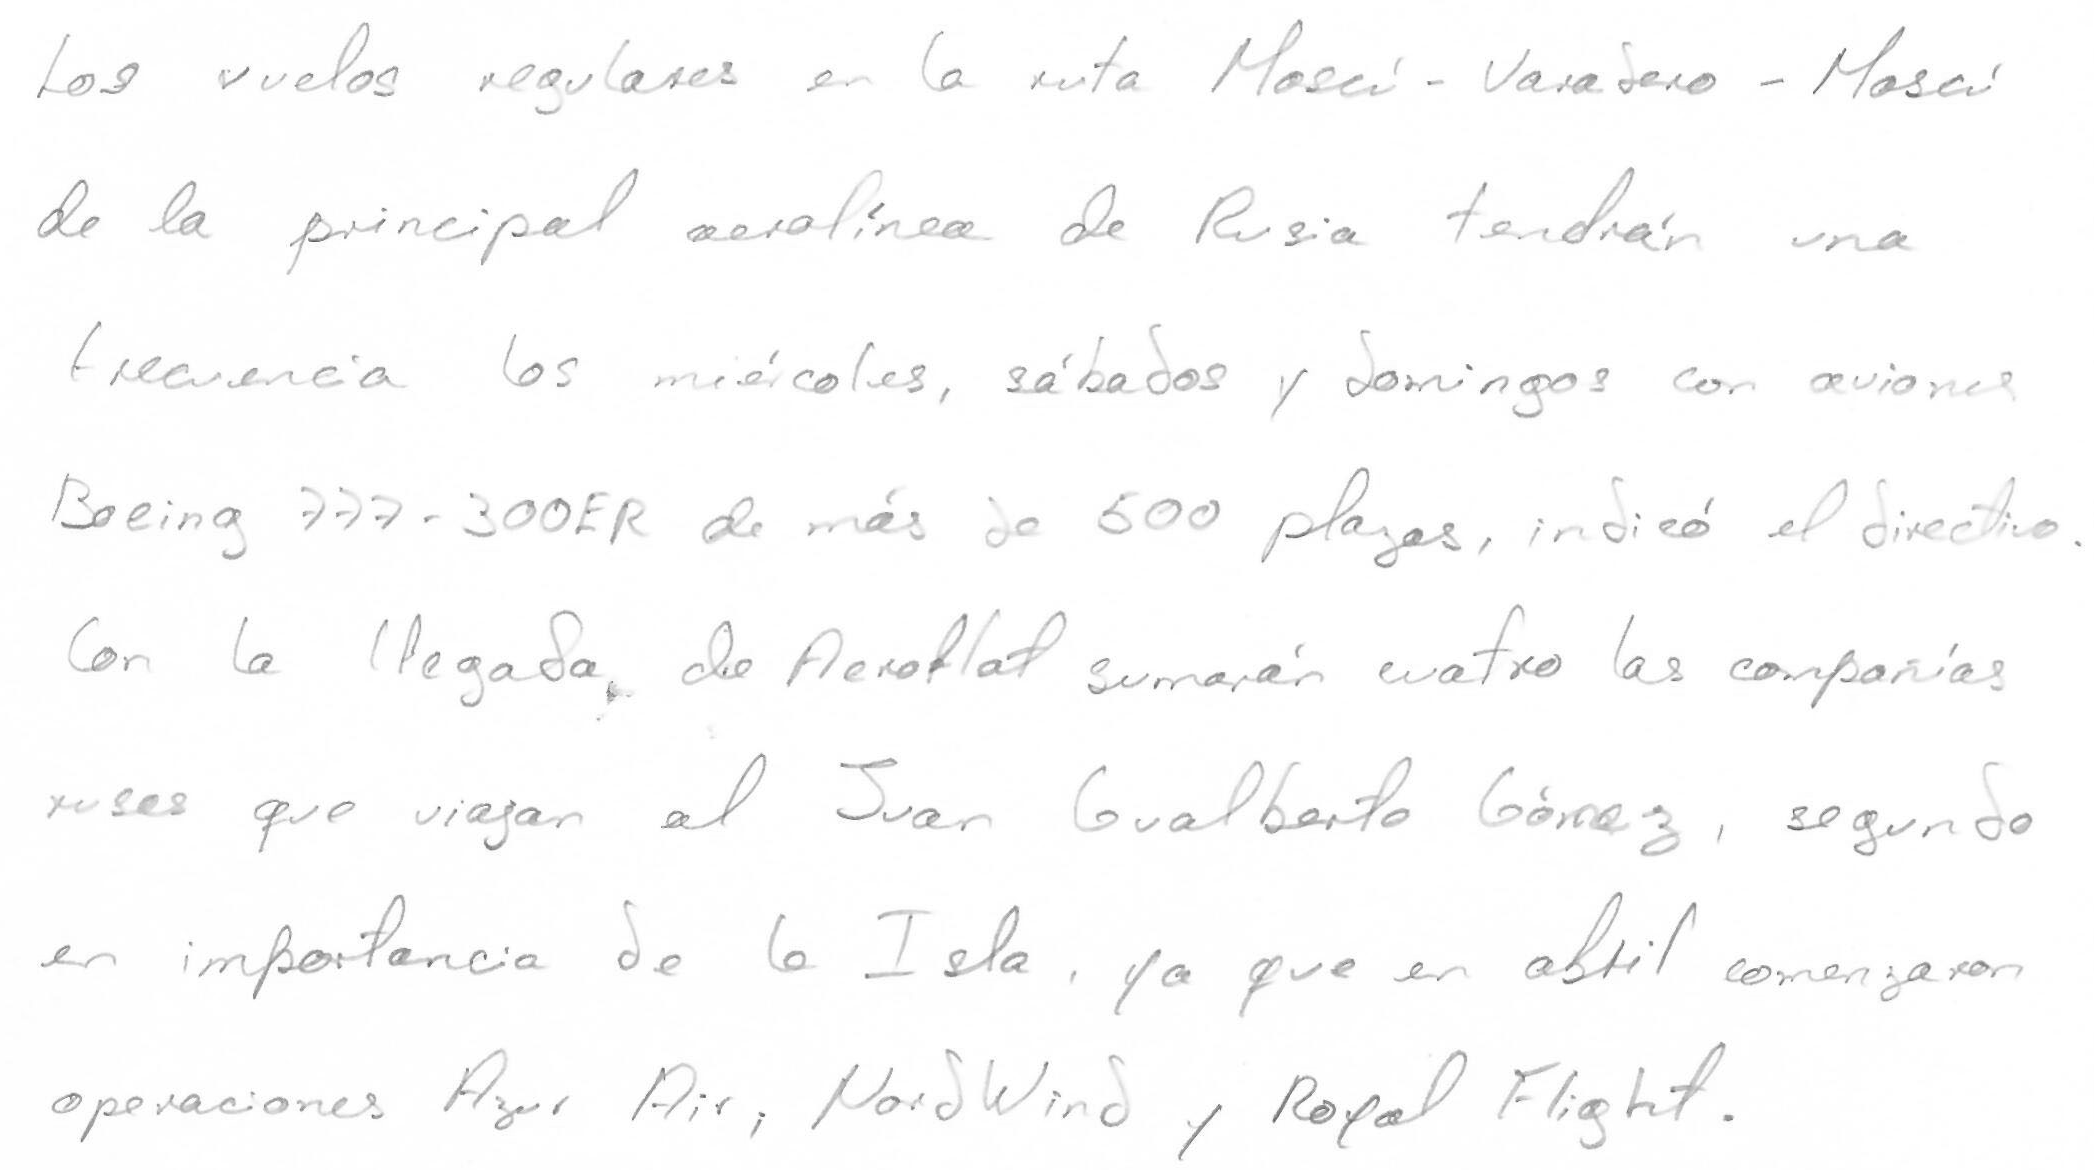 Los vuelos regulares en la ruta Moscú - Varadero - Moscú
de la principal aerolínea de Rusia tendrán una
frecuencia los miércoles, sábados y domingos con aviones
Boeing 777-300ER de más de 500 plazas, indicó el directivo.
Con la llegada, de Aeroflat sumarán cuatro las compañías
rusas que viajan al Juan Gualberto Gómez, segundo
en importancia de la Isla, ya que en abril comenzaron
operaciones Azur Air, NordWind y Royal Flight.